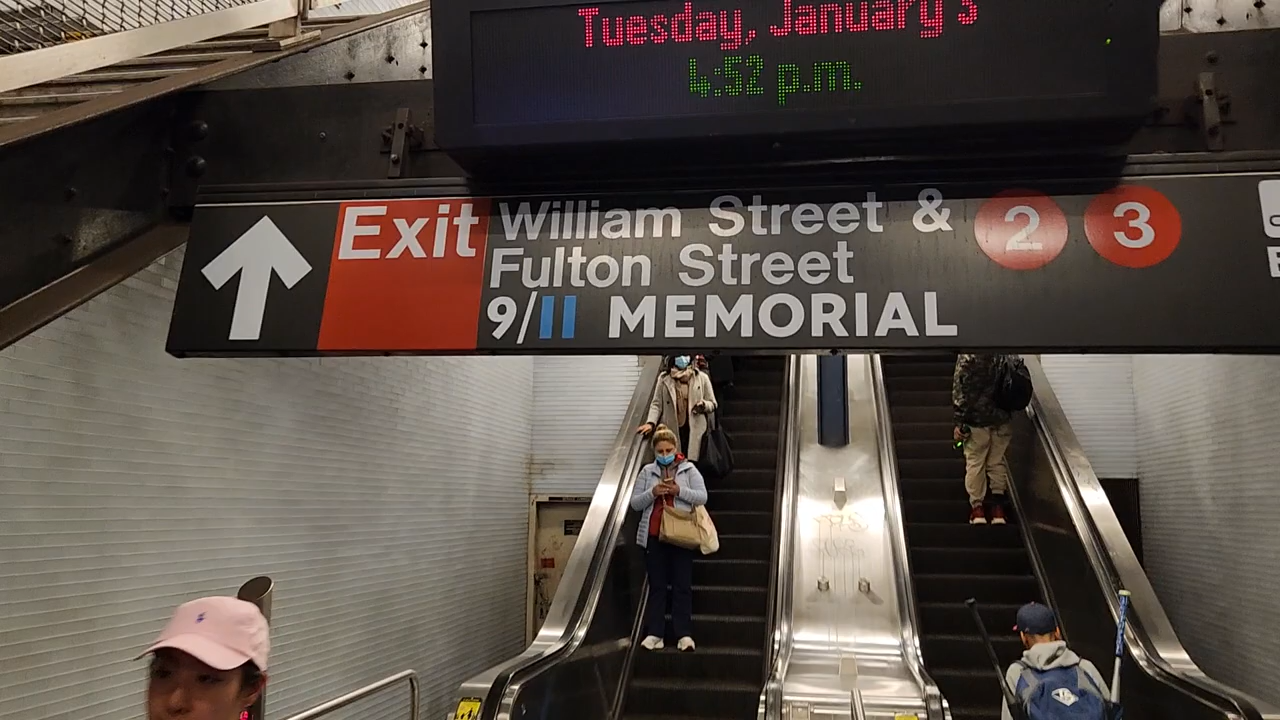 Tuesday, January 3
4:52 p.m.
Exit William Street & 2 3
Fulton Street
9/11 MEMORIAL